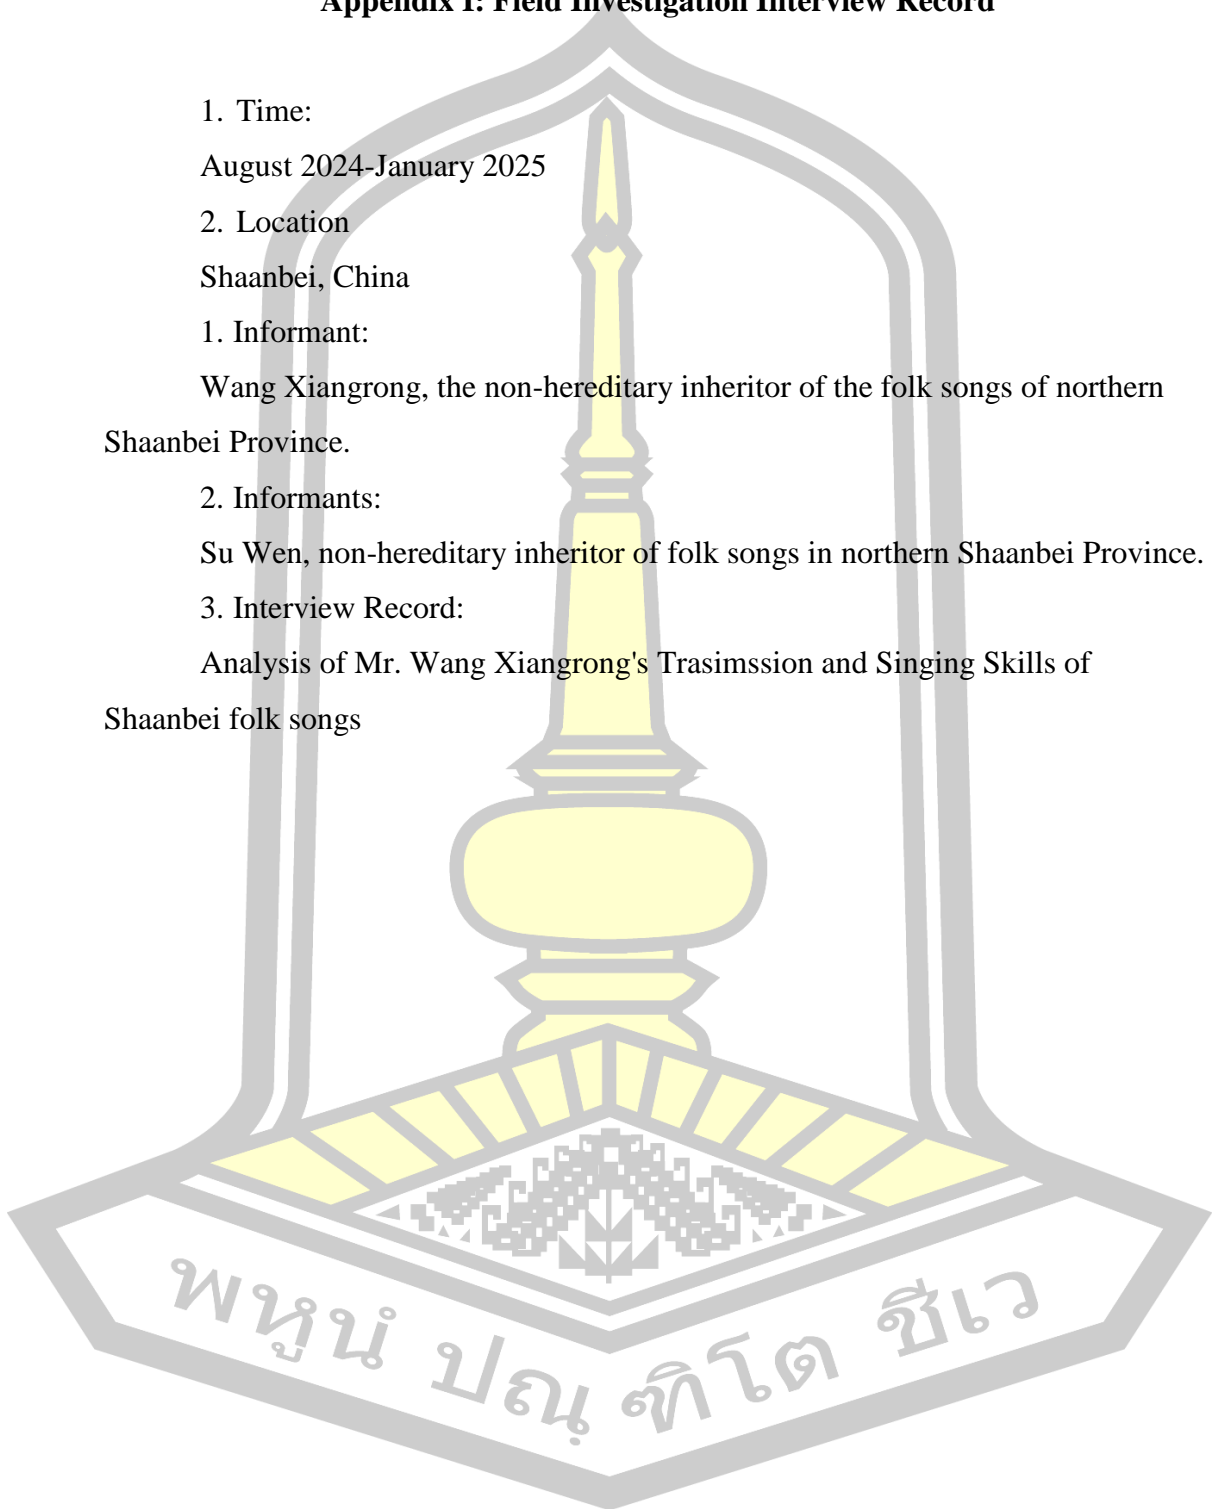 Appendix I: Field Investigation Interview Record
1. Time:
August 2024-January 2025
2. Location
Shaanbei, China
1. Informant:
Wang Xiangrong, the non-hereditary inheritor of the folk songs of northern
Shaanbei Province.
2. Informants:
Su Wen, non-hereditary inheritor of folk songs in northern Shaanbei Province.
3. Interview Record:
Analysis of Mr. Wang Xiangrong's Trasimssion and Singing Skills of
Shaanbei folk songs
พหูนํ ปณฺฑิโต ชีเว